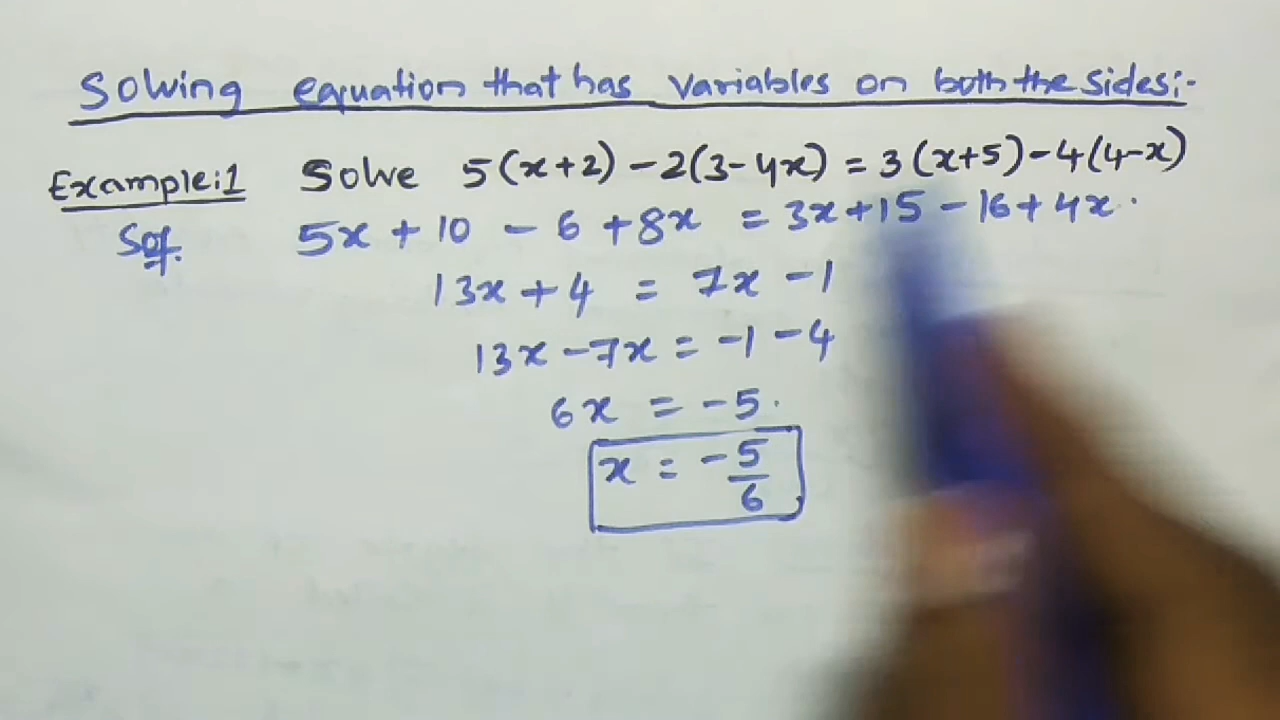 Solving equation that has variables on both the sides:-
Example:1 Solve 5(x+2) - 2(3-4x) = 3(x+5) - 4(4-x)
Sol. 5x + 10 - 6 + 8x = 3x + 15 - 16 + 4x.
13x + 4 = 7x - 1
13x - 7x = -1 - 4
6x = -5.
x = -5/6